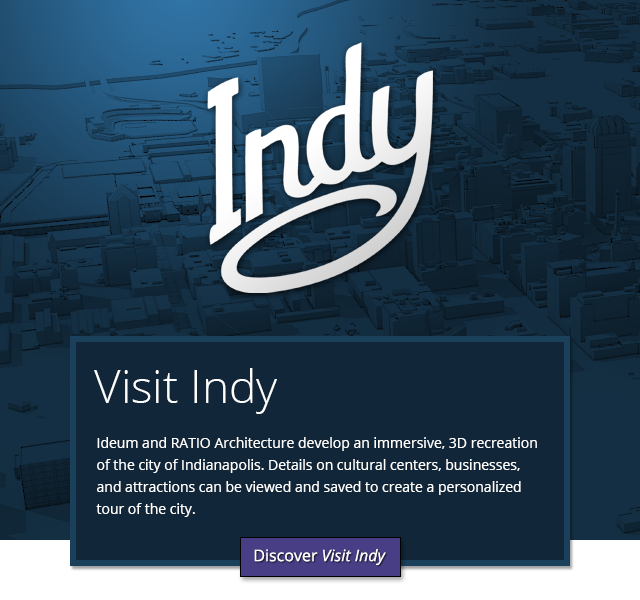 Indy
Visit Indy
Ideum and RATIO Architecture develop an immersive, 3D recreation
of the city of Indianapolis. Details on cultural centers, businesses,
and attractions can be viewed and saved to create a personalized
tour of the city.
Discover Visit Indy